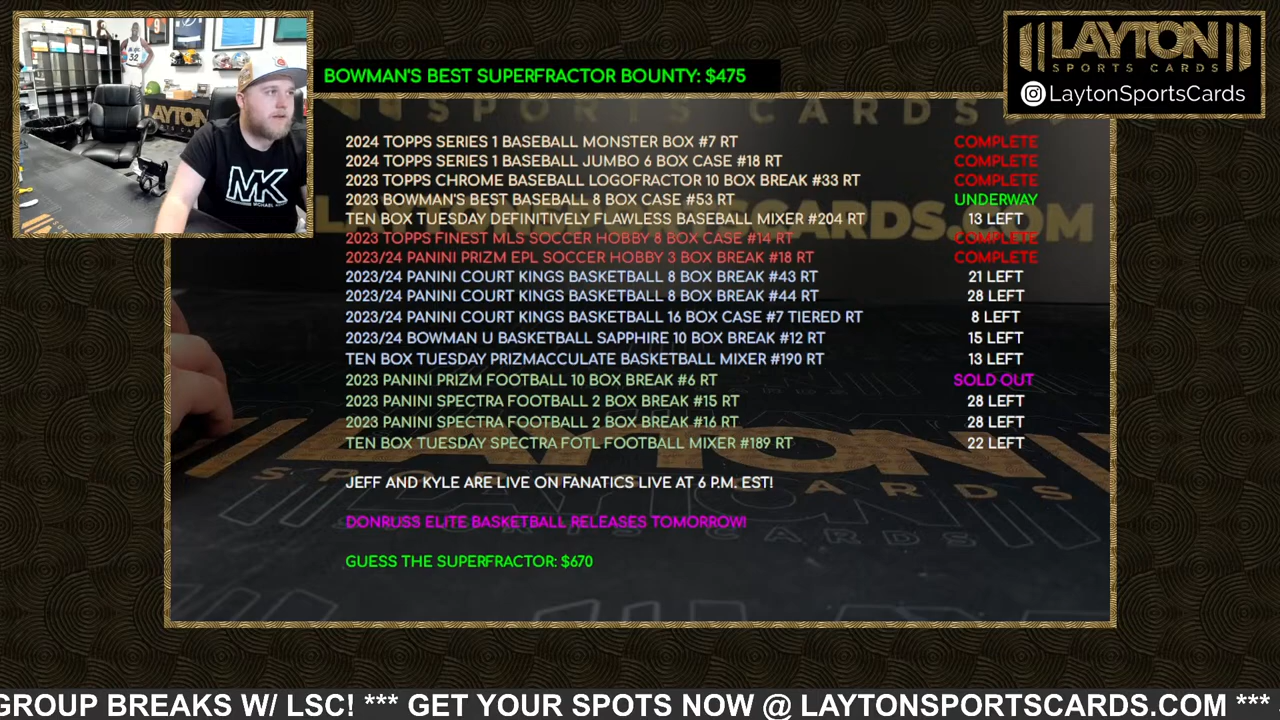 BOWMAN'S BEST SUPERFRACTOR BOUNTY: $475
LAYTON
SPORTS CARDS
LaytonSportsCards
32
9
LAYTON
MK
SPORTS CARDS
2024 TOPPS SERIES 1 BASEBALL MONSTER BOX #7 RT COMPLETE
2024 TOPPS SERIES 1 BASEBALL JUMBO 6 BOX CASE #18 RT COMPLETE
2023 TOPPS CHROME BASEBALL LOGOFRACTOR 10 BOX BREAK #33 RT COMPLETE
2023 BOWMAN'S BEST BASEBALL 8 BOX CASE #53 RT UNDERWAY
TEN BOX TUESDAY DEFINITIVELY FLAWLESS BASEBALL MIXER #204 RT 13 LEFT
2023 TOPPS FINEST MLS SOCCER HOBBY 8 BOX CASE #14 RT COMPLETE
2023/24 PANINI PRIZM EPL SOCCER HOBBY 3 BOX BREAK #18 RT COMPLETE
2023/24 PANINI COURT KINGS BASKETBALL 8 BOX BREAK #43 RT 21 LEFT
2023/24 PANINI COURT KINGS BASKETBALL 8 BOX BREAK #44 RT 28 LEFT
2023/24 PANINI COURT KINGS BASKETBALL 16 BOX CASE #7 TIERED RT 8 LEFT
2023/24 BOWMAN U BASKETBALL SAPPHIRE 10 BOX BREAK #12 RT 15 LEFT
TEN BOX TUESDAY PRIZMACCULATE BASKETBALL MIXER #190 RT 13 LEFT
2023 PANINI PRIZM FOOTBALL 10 BOX BREAK #6 RT SOLD OUT
2023 PANINI SPECTRA FOOTBALL 2 BOX BREAK #15 RT 28 LEFT
2023 PANINI SPECTRA FOOTBALL 2 BOX BREAK #16 RT 28 LEFT
TEN BOX TUESDAY SPECTRA FOTL FOOTBALL MIXER #189 RT 22 LEFT
JEFF AND KYLE ARE LIVE ON FANATICS LIVE AT 6 P.M. EST!
DONRUSS ELITE BASKETBALL RELEASES TOMORROW!
GUESS THE SUPERFRACTOR: $670
GROUP BREAKS W/ LSC! *** GET YOUR SPOTS NOW @ LAYTONSPORTSCARDS.COM ***